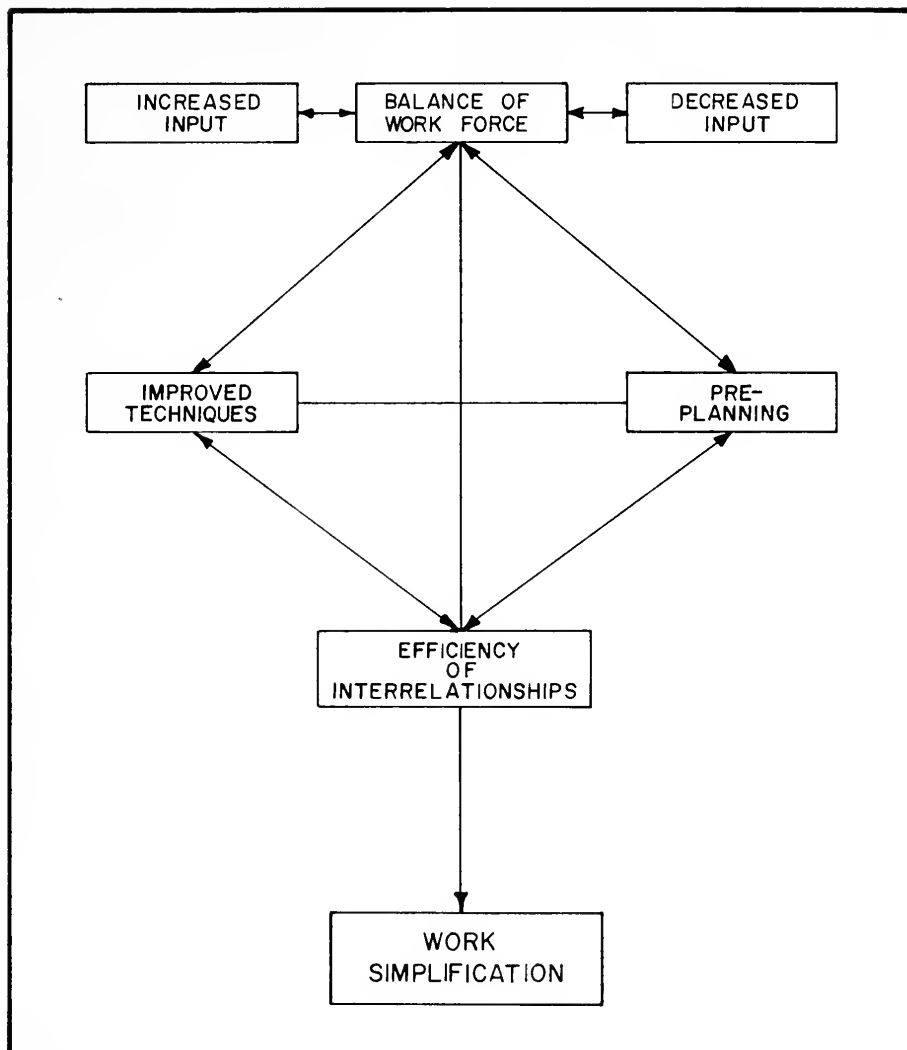 INCREASED
INPUT
BALANCE OF
WORK FORCE
DECREASED
INPUT
IMPROVED
TECHNIQUES
PRE-
PLANNING
EFFICIENCY
OF
INTERRELATIONSHIPS
WORK
SIMPLIFICATION